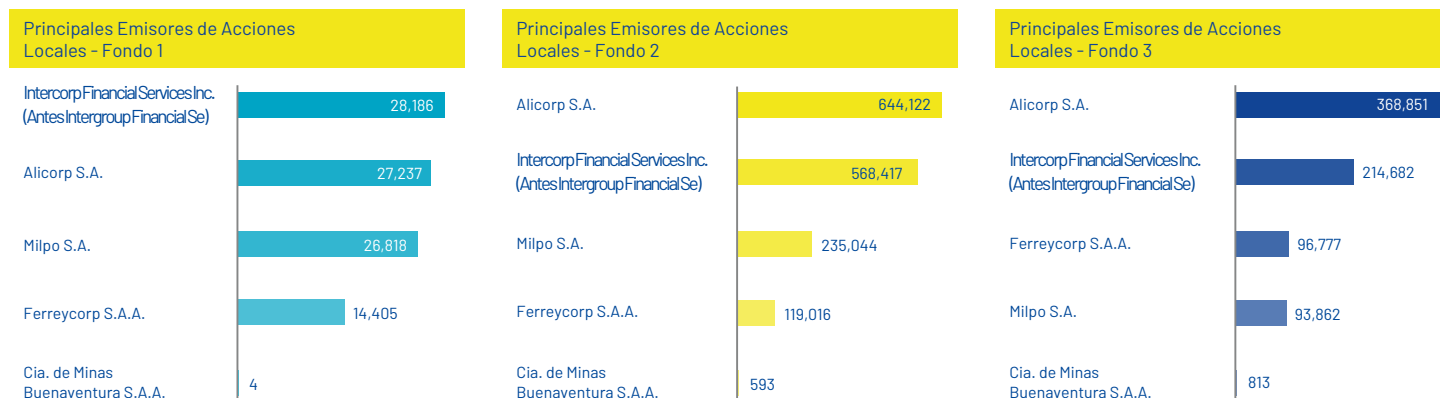 Principales Emisores de Acciones
Locales - Fondo 1
Intercorp Financial Services Inc.
(Antes Intergroup Financial Se)
28,186
Alicorp S.A.
27,237
Milpo S.A.
26,818
Ferreycorp S.A.A.
14,405
Cia. de Minas
Buenaventura S.A.A.
4
Principales Emisores de Acciones
Locales - Fondo 2
Alicorp S.A.
644,122
Intercorp Financial Services Inc.
(Antes Intergroup Financial Se)
568,417
Milpo S.A.
235,044
Ferreycorp S.A.A.
119,016
Cia. de Minas
Buenaventura S.A.A.
593
Principales Emisores de Acciones
Locales - Fondo 3
Alicorp S.A.
368,851
Intercorp Financial Services Inc.
(Antes Intergroup Financial Se)
214,682
Ferreycorp S.A.A.
96,777
Milpo S.A.
93,862
Cia. de Minas
Buenaventura S.A.A.
813